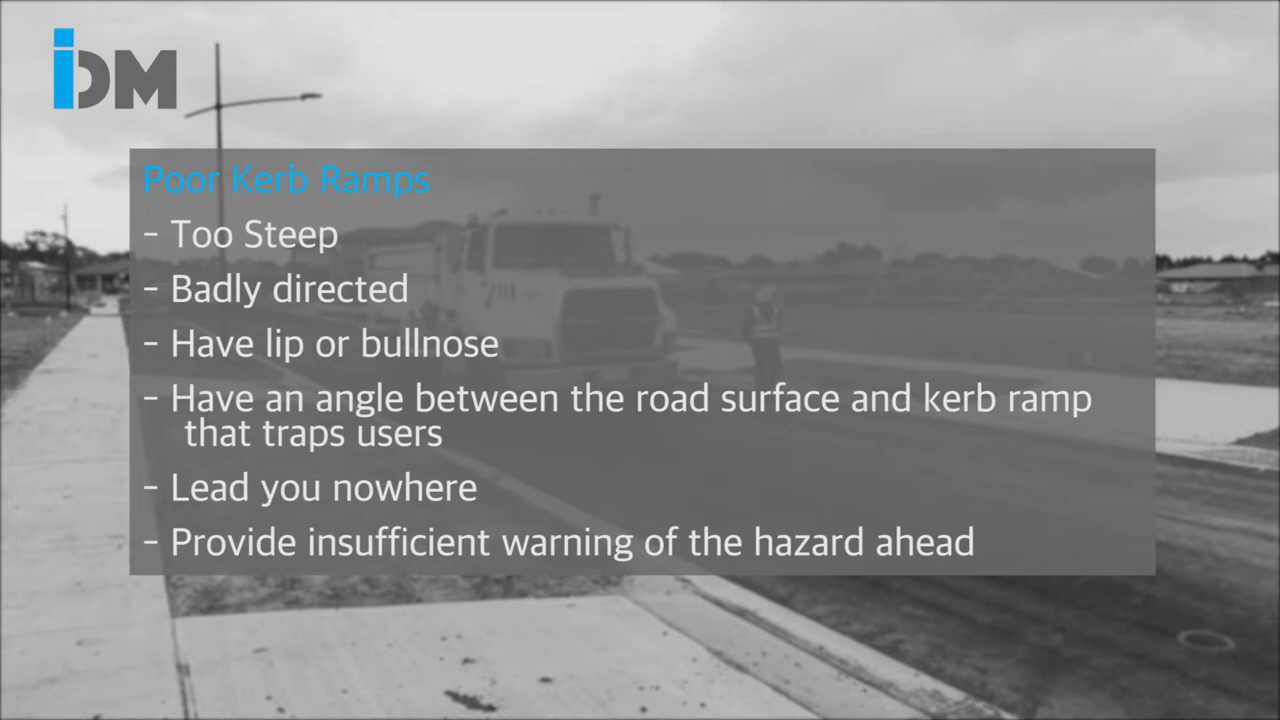 iDM
Poor Kerb Ramps
- Too Steep
- Badly directed
- Have lip or bullnose
- Have an angle between the road surface and kerb ramp
that traps users
- Lead you nowhere
- Provide insufficient warning of the hazard ahead